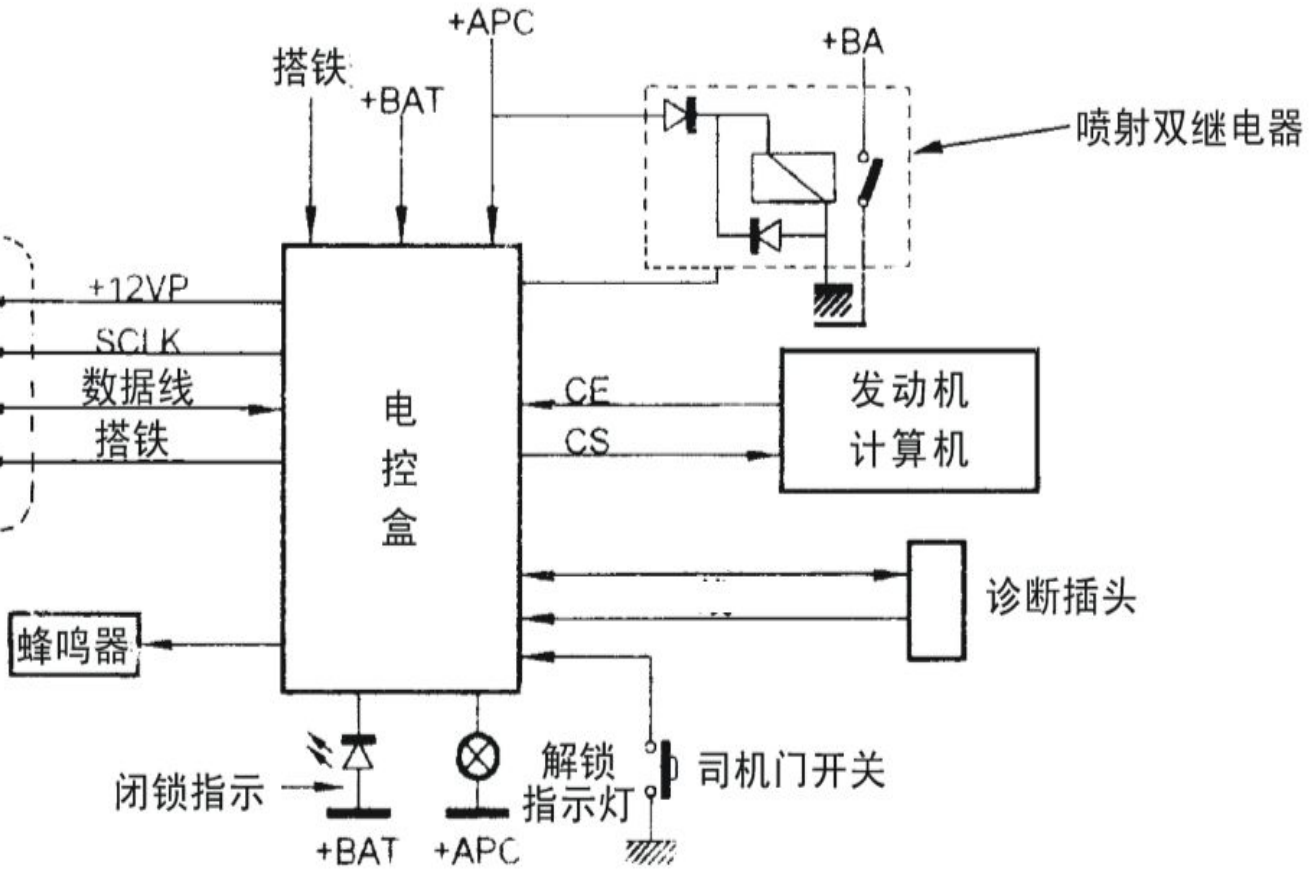 +APC
搭铁
+BAT
+BA
喷射双继电器
+12VP
SCLK
数据线
搭铁
电
控
盒
CE
CS
发动机
计算机
诊断插头
蜂鸣器
闭锁指示
解锁
指示灯
司机门开关
+BAT
+APC